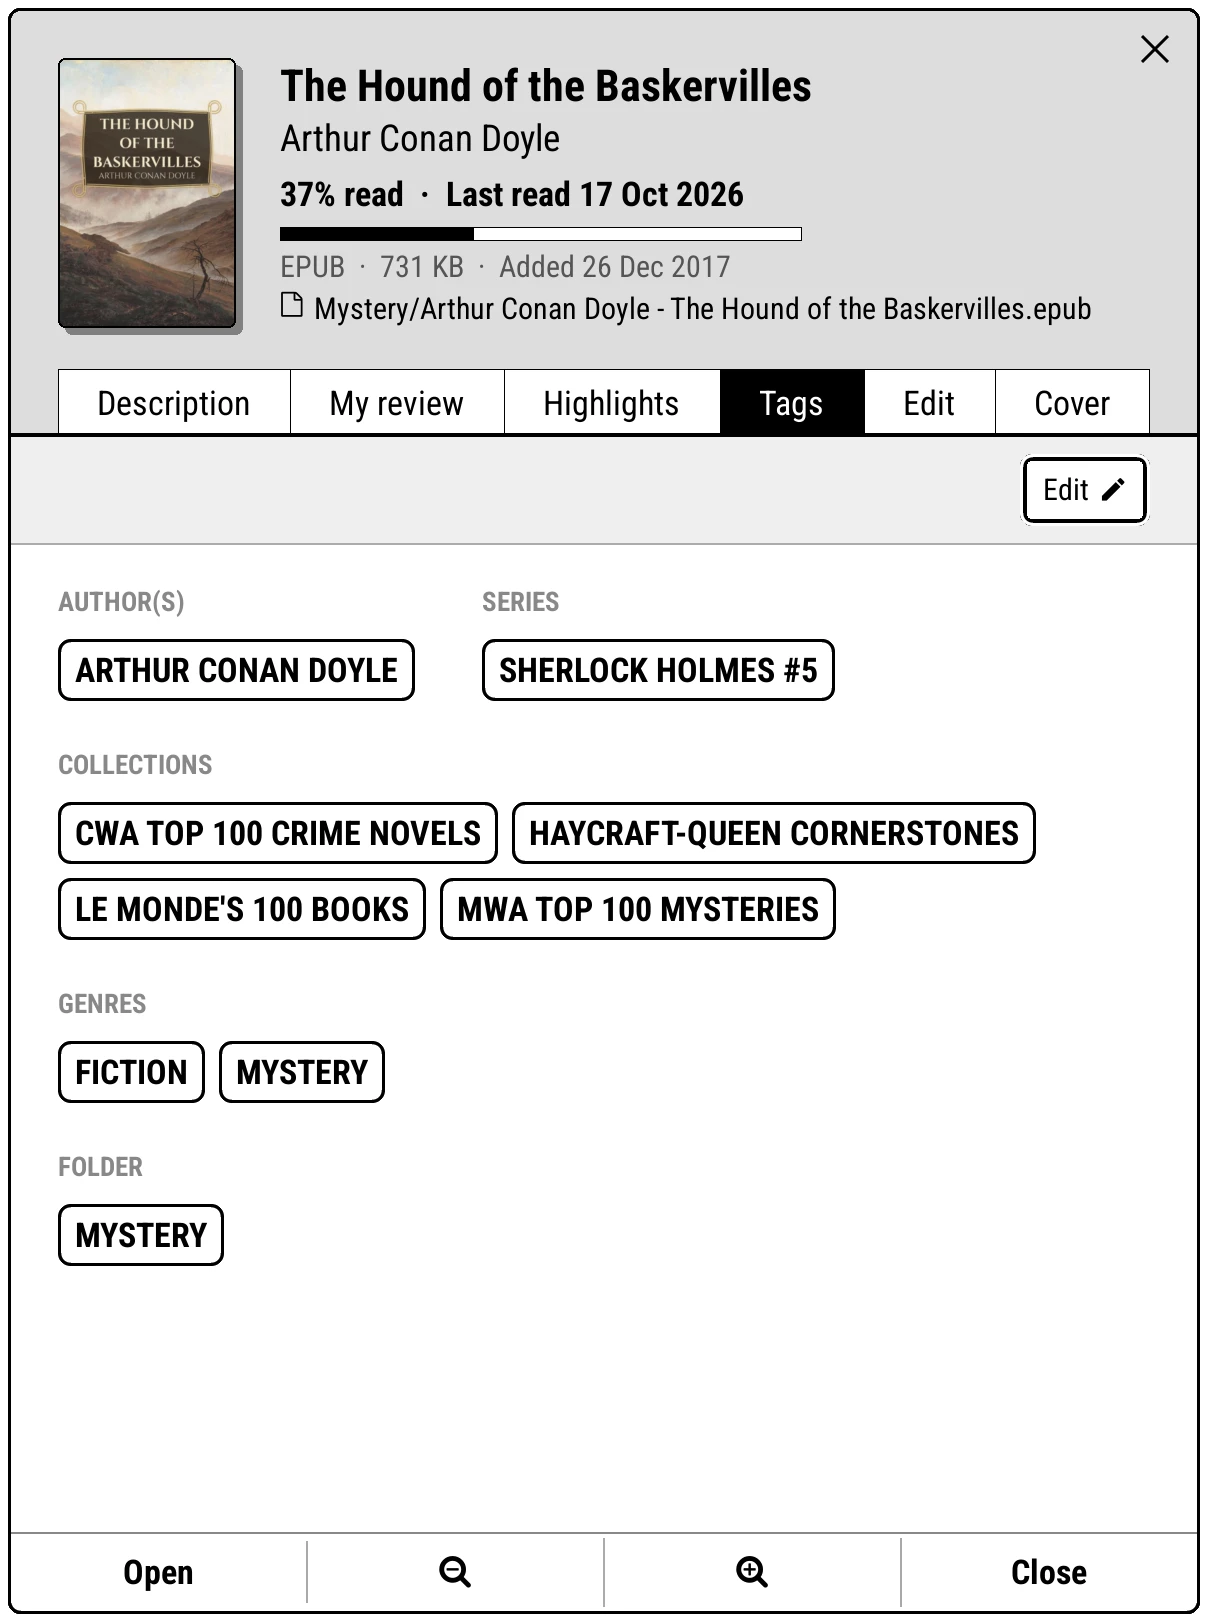 THE HOUND
OF THE
BASKERVILLES
ARTHUR CONAN DOYLE
The Hound of the Baskervilles
Arthur Conan Doyle
37% read · Last read 17 Oct 2026
EPUB · 731 KB · Added 26 Dec 2017
Mystery/Arthur Conan Doyle - The Hound of the Baskervilles.epub
Description My review Highlights Tags Edit Cover
Edit
AUTHOR(S) SERIES
ARTHUR CONAN DOYLE SHERLOCK HOLMES #5
COLLECTIONS
CWA TOP 100 CRIME NOVELS HAYCRAFT-QUEEN CORNERSTONES
LE MONDE'S 100 BOOKS MWA TOP 100 MYSTERIES
GENRES
FICTION MYSTERY
FOLDER
MYSTERY
Open Close